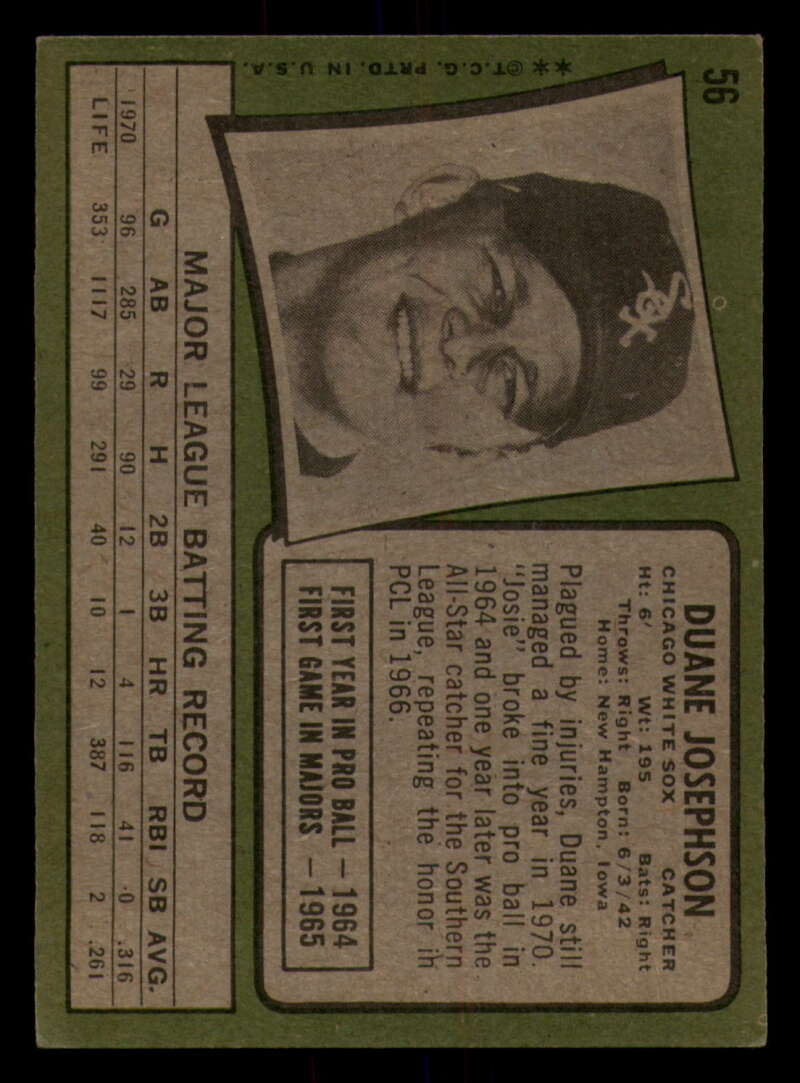 56
** ©T.C.G. PRTD. IN U.S.A.
Sox
DUANE JOSEPHSON
CHICAGO WHITE SOX CATCHER
Ht: 6' Wt: 195 Bats: Right
Throws: Right Born: 6/3/42
Home: New Hampton, Iowa
Plagued by injuries, Duane still
managed a fine year in 1970.
"Josie" broke into pro ball in
1964 and one year later was the
All-Star catcher for the Southern
League, repeating the honor in
PCL in 1966.
FIRST YEAR IN PRO BALL — 1964
FIRST GAME IN MAJORS — 1965
MAJOR LEAGUE BATTING RECORD
G AB R H 2B 3B HR TB RBI SB AVG.
1970 96 285 29 90 12 1 4 116 41 0 .316
LIFE 353 1117 99 291 40 10 12 387 118 2 .261